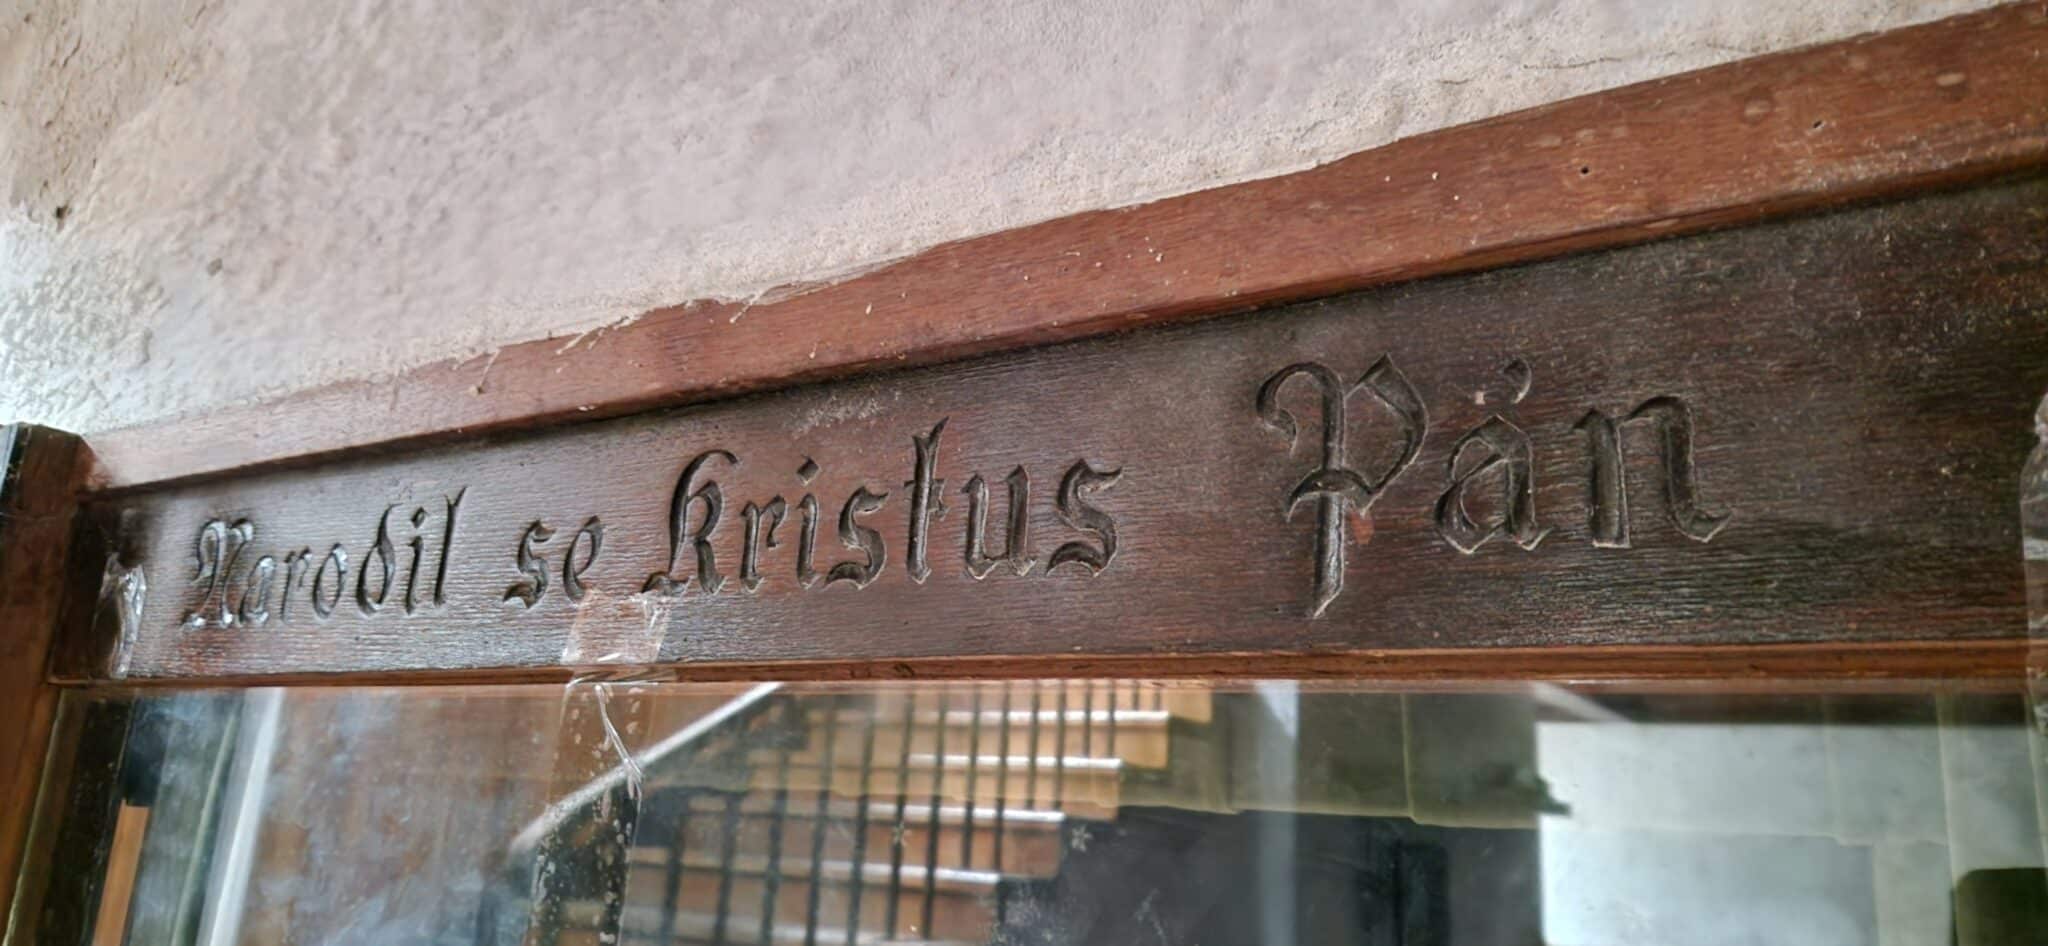 Narodil se Kristus Pán